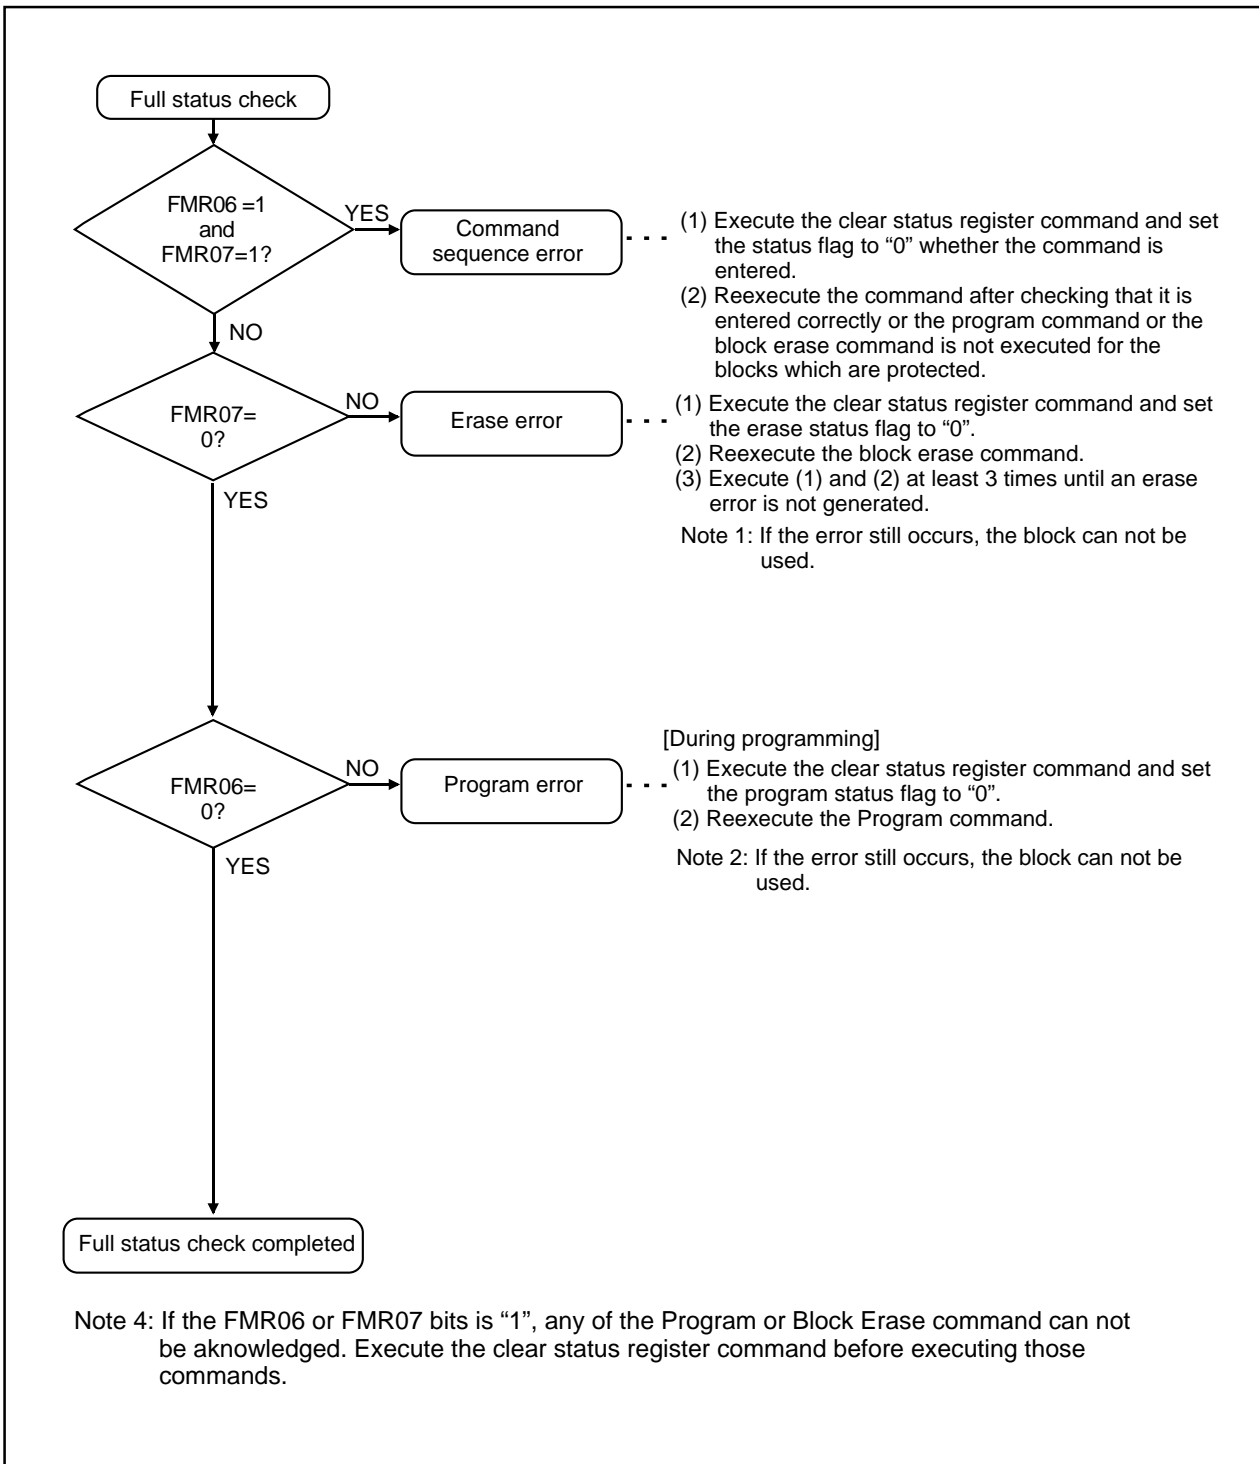 Full status check
FMR06 =1
and
FMR07=1?
YES
Command
sequence error
(1) Execute the clear status register command and set
the status flag to “0” whether the command is
entered.
(2) Reexecute the command after checking that it is
entered correctly or the program command or the
block erase command is not executed for the
blocks which are protected.
NO
FMR07=
0?
NO
Erase error
(1) Execute the clear status register command and set
the erase status flag to “0”.
(2) Reexecute the block erase command.
(3) Execute (1) and (2) at least 3 times until an erase
error is not generated.
Note 1: If the error still occurs, the block can not be
used.
YES
FMR06=
0?
NO
Program error
[During programming]
(1) Execute the clear status register command and set
the program status flag to “0”.
(2) Reexecute the Program command.
Note 2: If the error still occurs, the block can not be
used.
YES
Full status check completed
Note 4: If the FMR06 or FMR07 bits is “1”, any of the Program or Block Erase command can not
be aknowledged. Execute the clear status register command before executing those
commands.